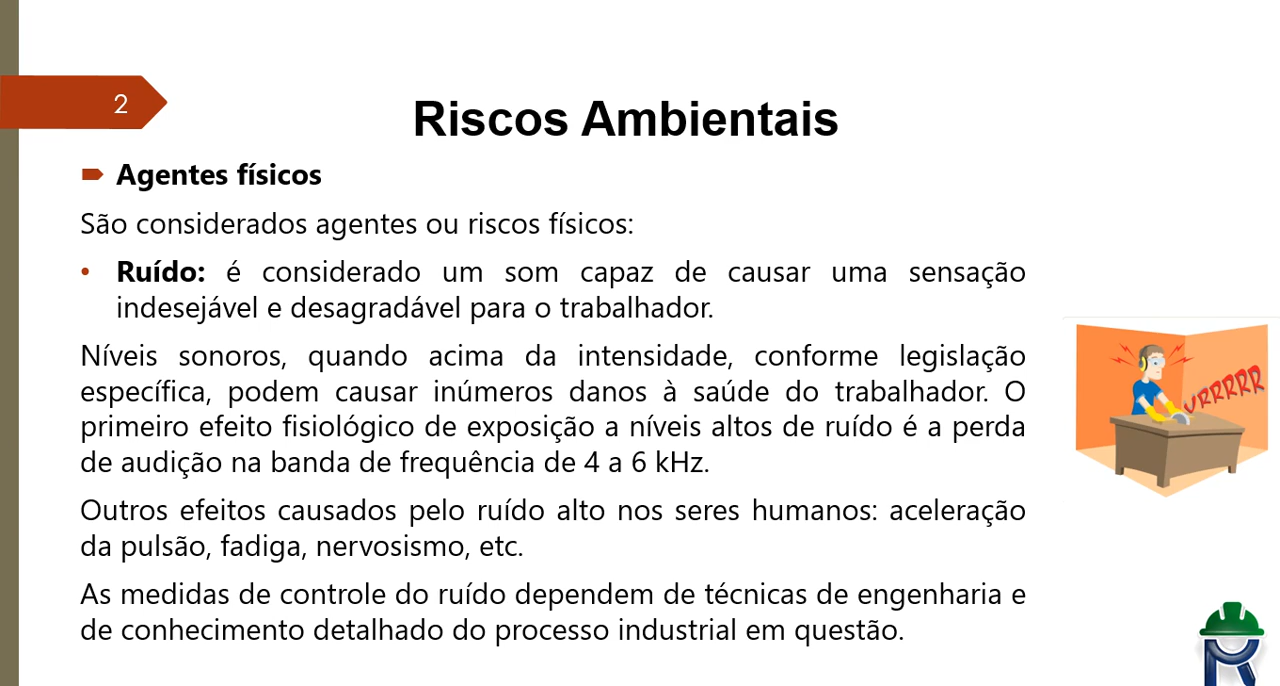 2
Riscos Ambientais
Agentes físicos
São considerados agentes ou riscos físicos:
• Ruído: é considerado um som capaz de causar uma sensação
indesejável e desagradável para o trabalhador.
Níveis sonoros, quando acima da intensidade, conforme legislação
específica, podem causar inúmeros danos à saúde do trabalhador. O
primeiro efeito fisiológico de exposição a níveis altos de ruído é a perda
de audição na banda de frequência de 4 a 6 kHz.
Outros efeitos causados pelo ruído alto nos seres humanos: aceleração
da pulsão, fadiga, nervosismo, etc.
As medidas de controle do ruído dependem de técnicas de engenharia e
de conhecimento detalhado do processo industrial em questão.
VRRRRR
R